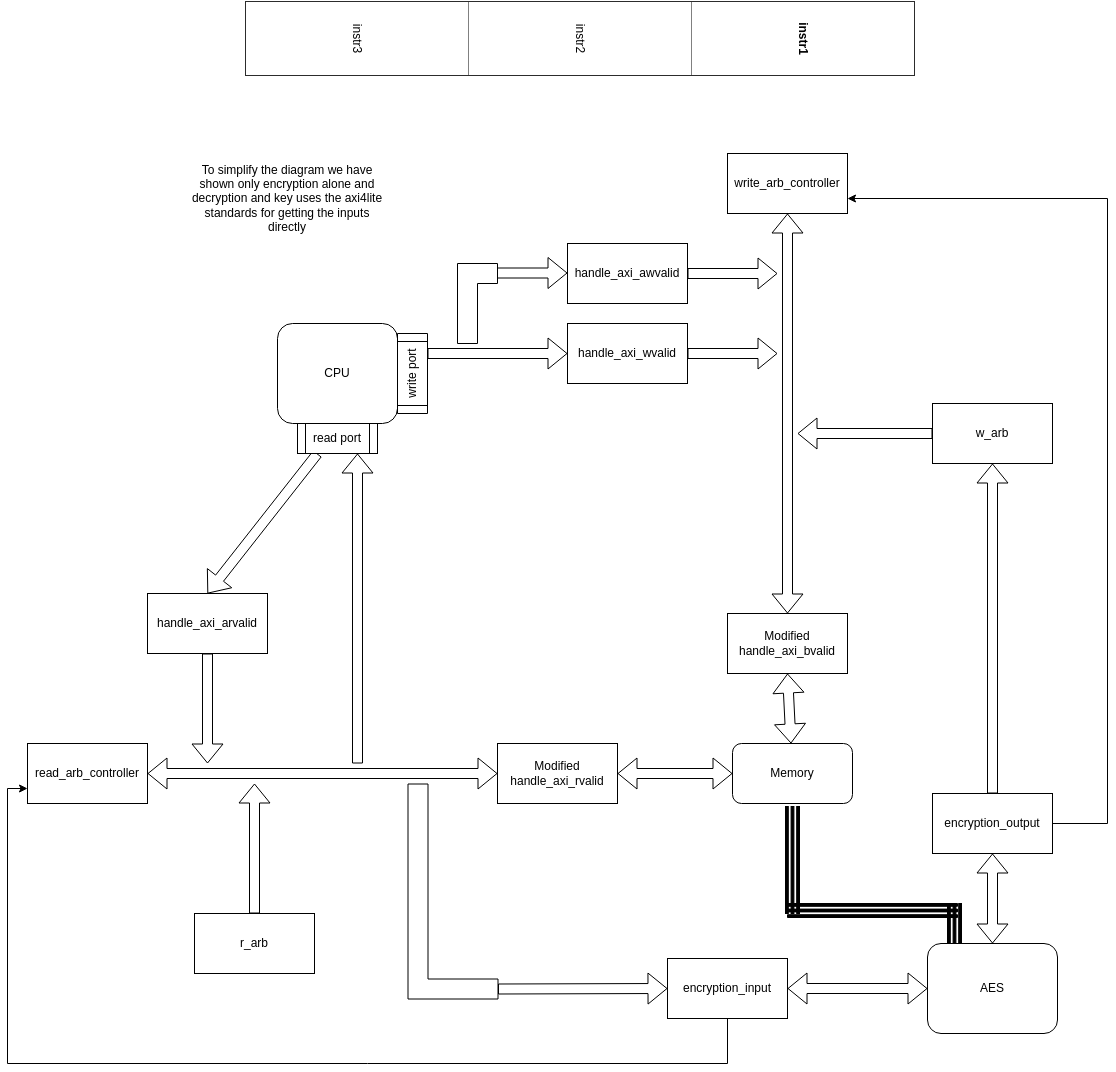 instr3
instr2
instr1
write_arb_controller
To simplify the diagram we have
shown only encryption alone and
decryption and key uses the axi4lite
standards for getting the inputs
directly
handle_axi_awvalid
handle_axi_wvalid
CPU
write port
read port
w_arb
handle_axi_arvalid
Modified
handle_axi_bvalid
read_arb_controller
Modified
handle_axi_rvalid
Memory
encryption_output
r_arb
encryption_input
AES